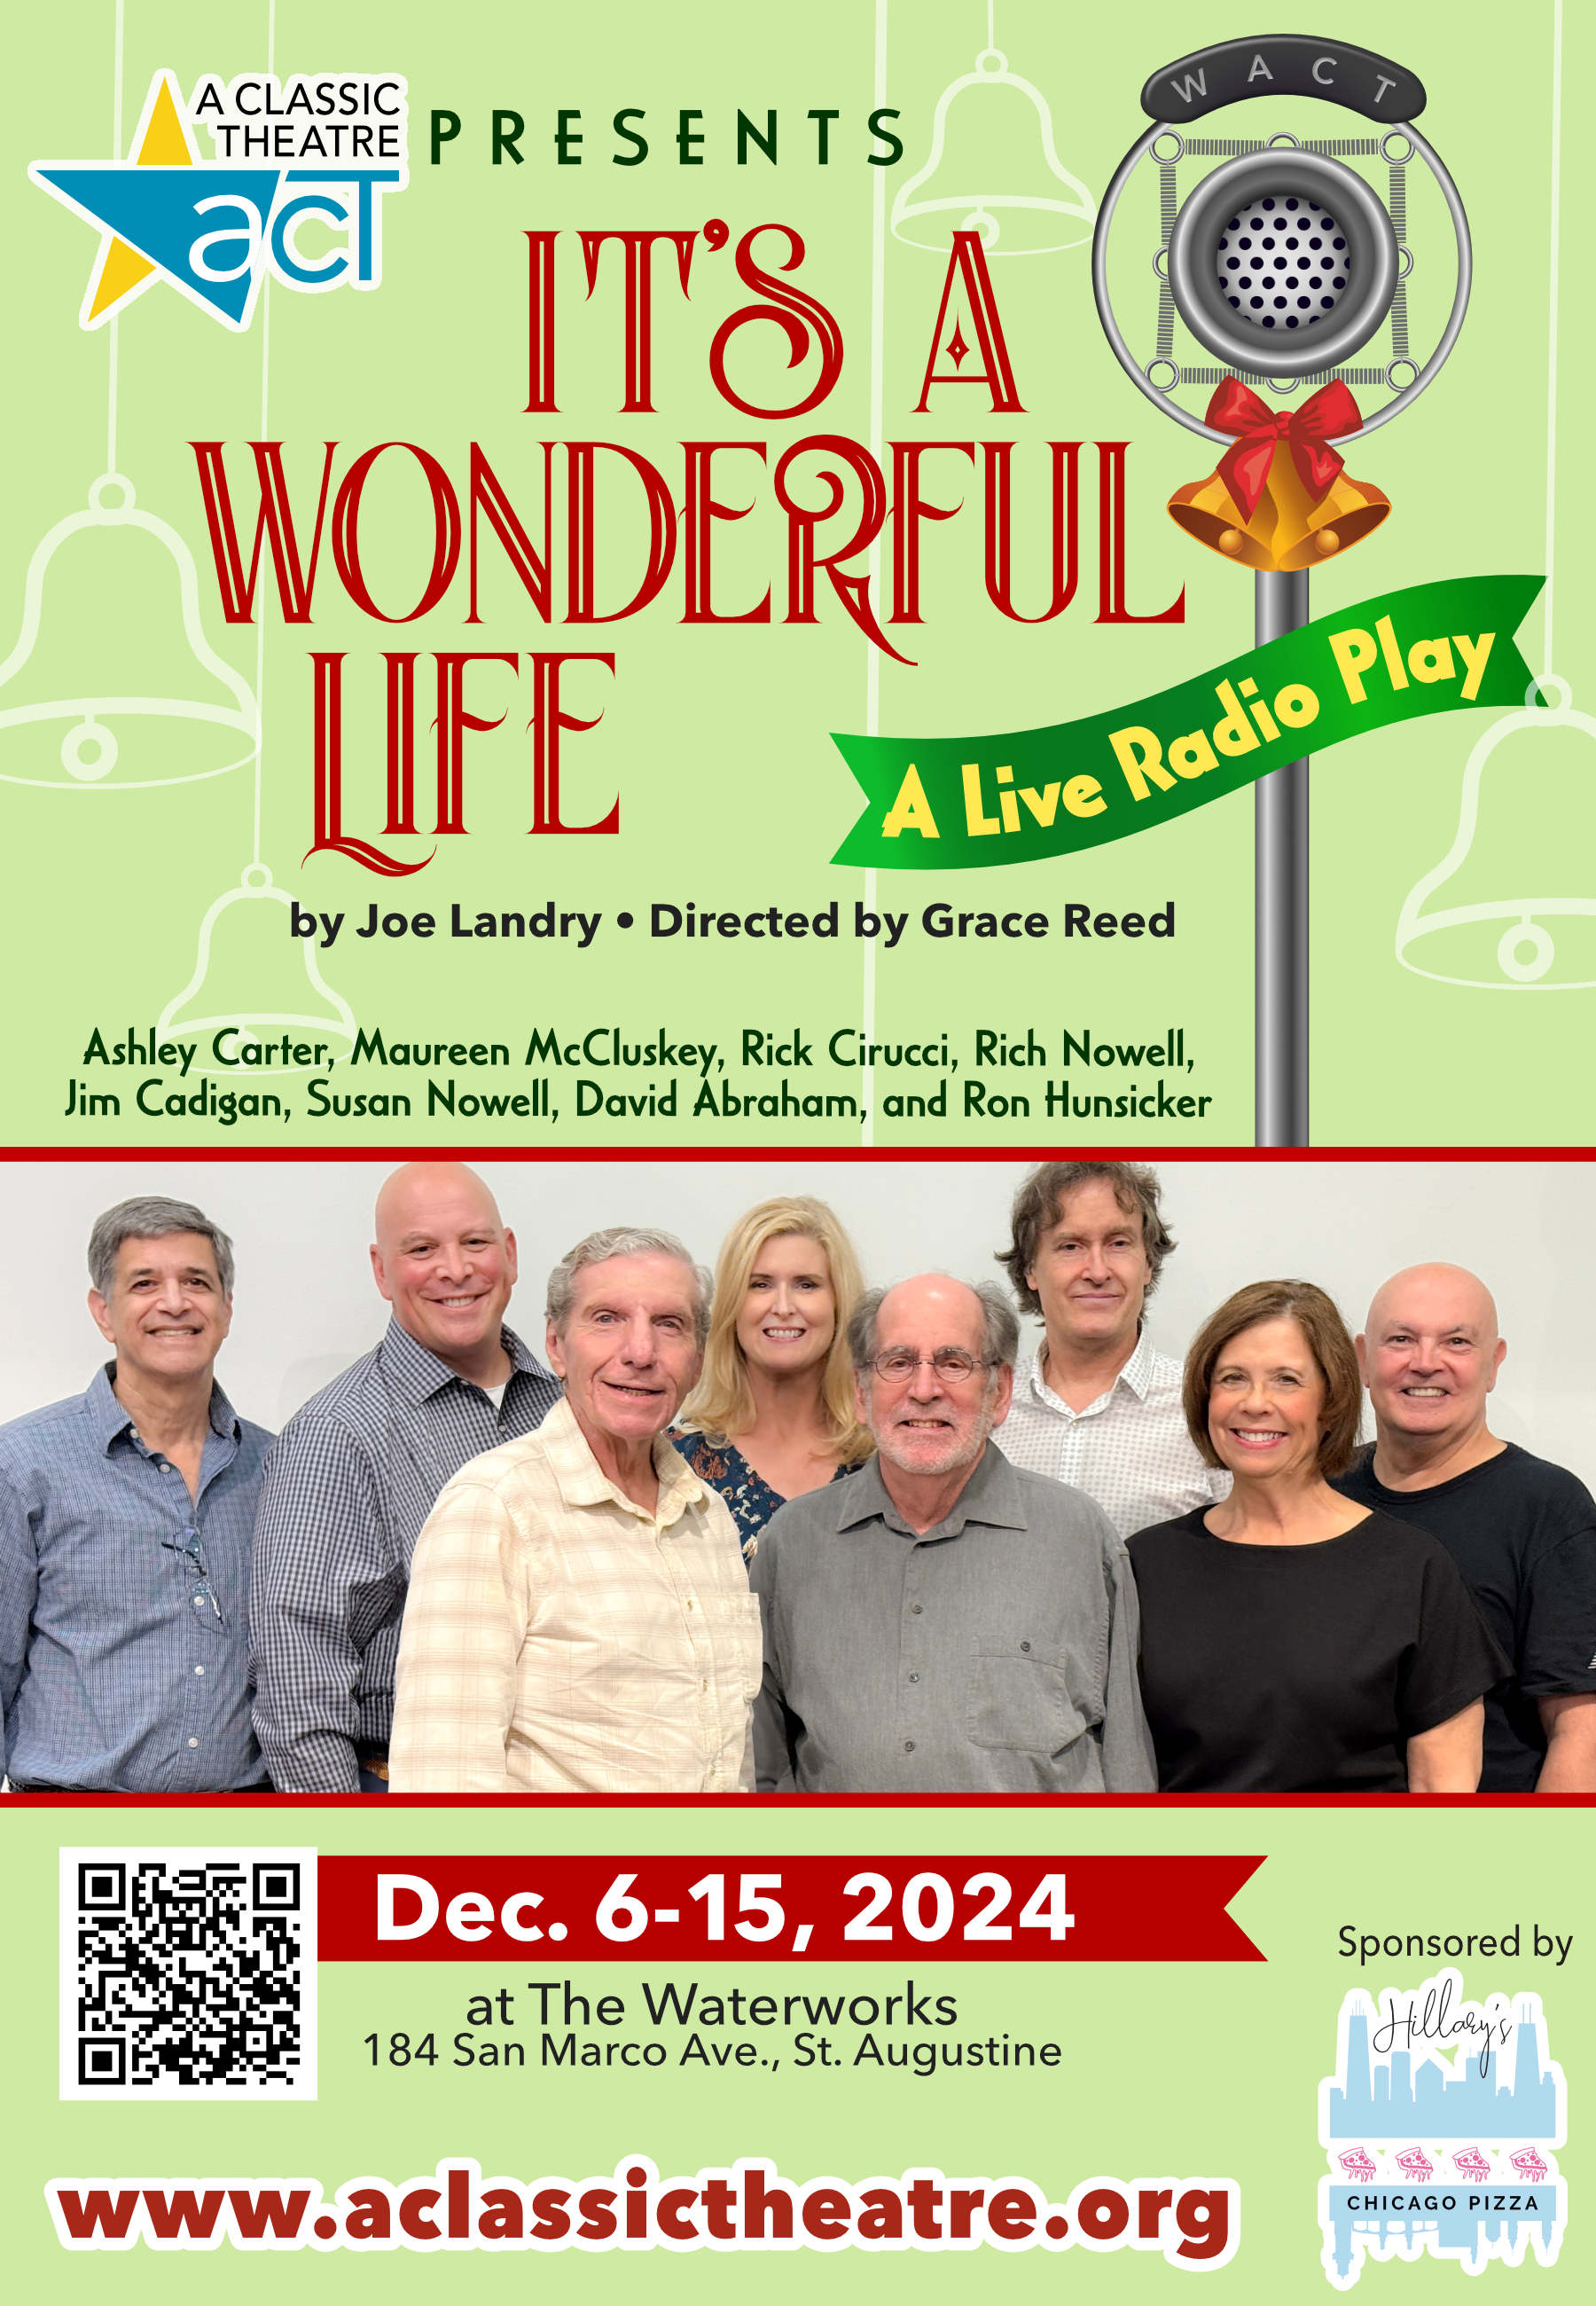 A CLASSIC
THEATRE
acT
PRESENTS
WACT
IT'S A
WONDERFUL
LIFE
A Live Radio Play
by Joe Landry • Directed by Grace Reed
Ashley Carter, Maureen McCluskey, Rick Cirucci, Rich Nowell,
Jim Cadigan, Susan Nowell, David Abraham, and Ron Hunsicker
Dec. 6-15, 2024
at The Waterworks
184 San Marco Ave., St. Augustine
www.aclassictheatre.org
Sponsored by
Hillary's
CHICAGO PIZZA